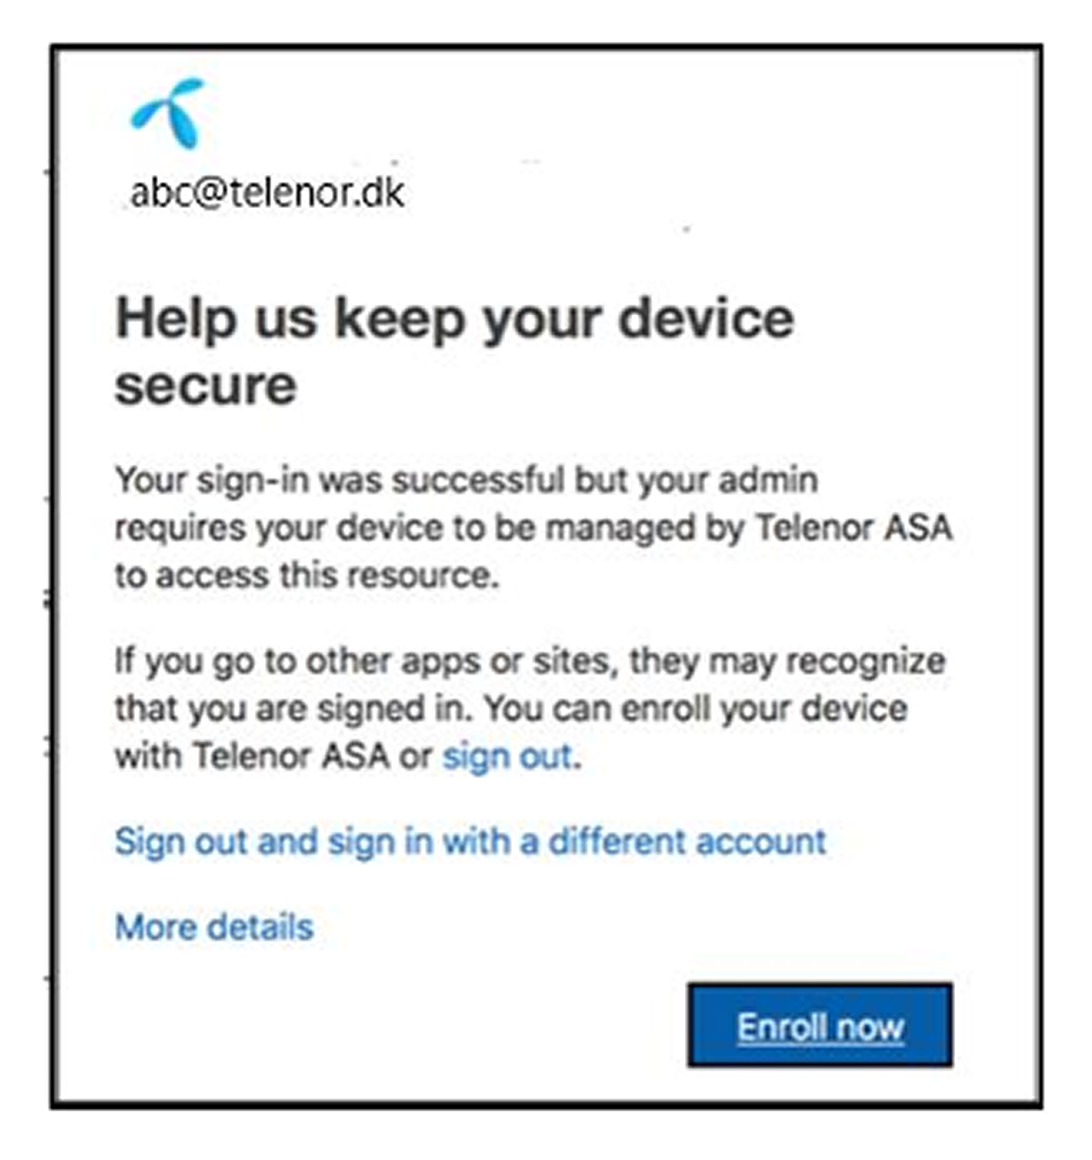 abc@telenor.dk
Help us keep your device
secure
Your sign-in was successful but your admin
requires your device to be managed by Telenor ASA
to access this resource.
If you go to other apps or sites, they may recognize
that you are signed in. You can enroll your device
with Telenor ASA or sign out.
Sign out and sign in with a different account
More details
Enroll now